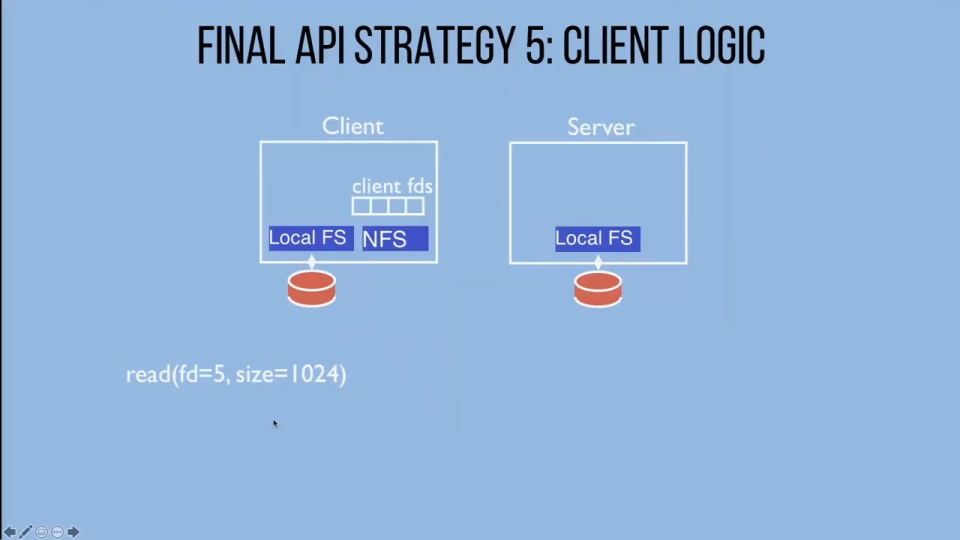 FINAL API STRATEGY 5: CLIENT LOGIC
Client
Server
client fds
Local FS
NFS
Local FS
read(fd=5, size=1024)